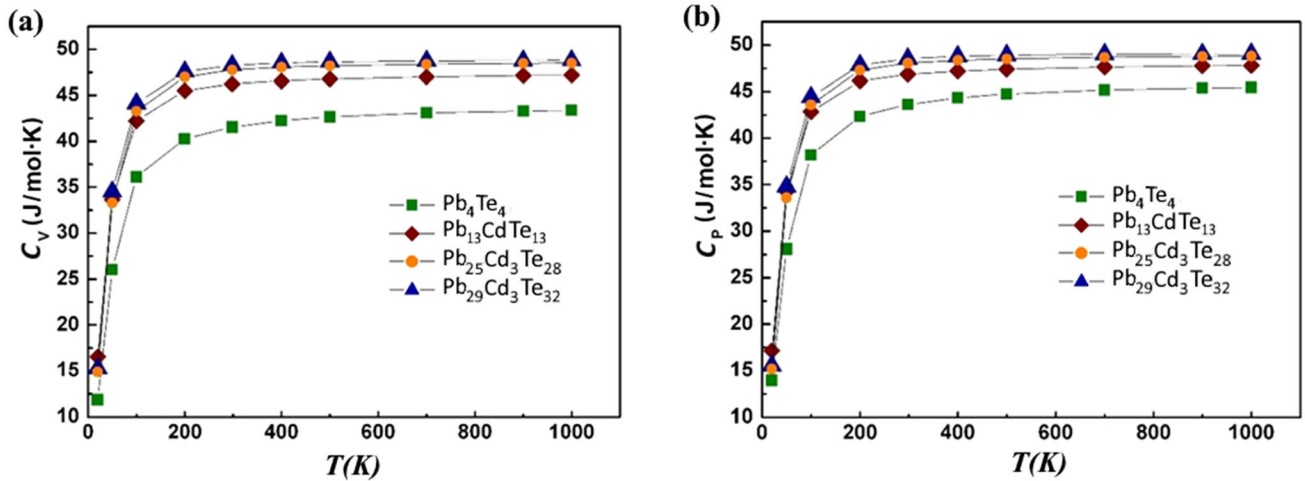 (a)
50
45
40
35
30
25
20
15
10
C_V (J/mol·K)
Pb4Te4
Pb13CdTe13
Pb25Cd3Te28
Pb29Cd3Te32
0 200 400 600 800 1000
T(K)
(b)
50
45
40
35
30
25
20
15
10
C_P (J/mol·K)
Pb4Te4
Pb13CdTe13
Pb25Cd3Te28
Pb29Cd3Te32
0 200 400 600 800 1000
T(K)